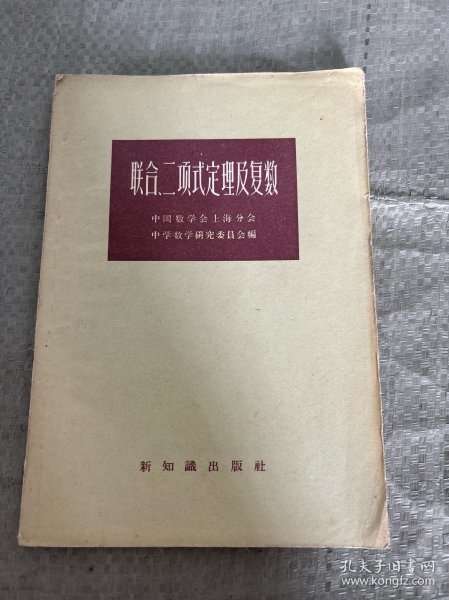 联合、二项式定理及复数
中国数学会上海分会
中学数学研究委員会編
新知識出版社
孔夫子旧书网
www.kongfz.com